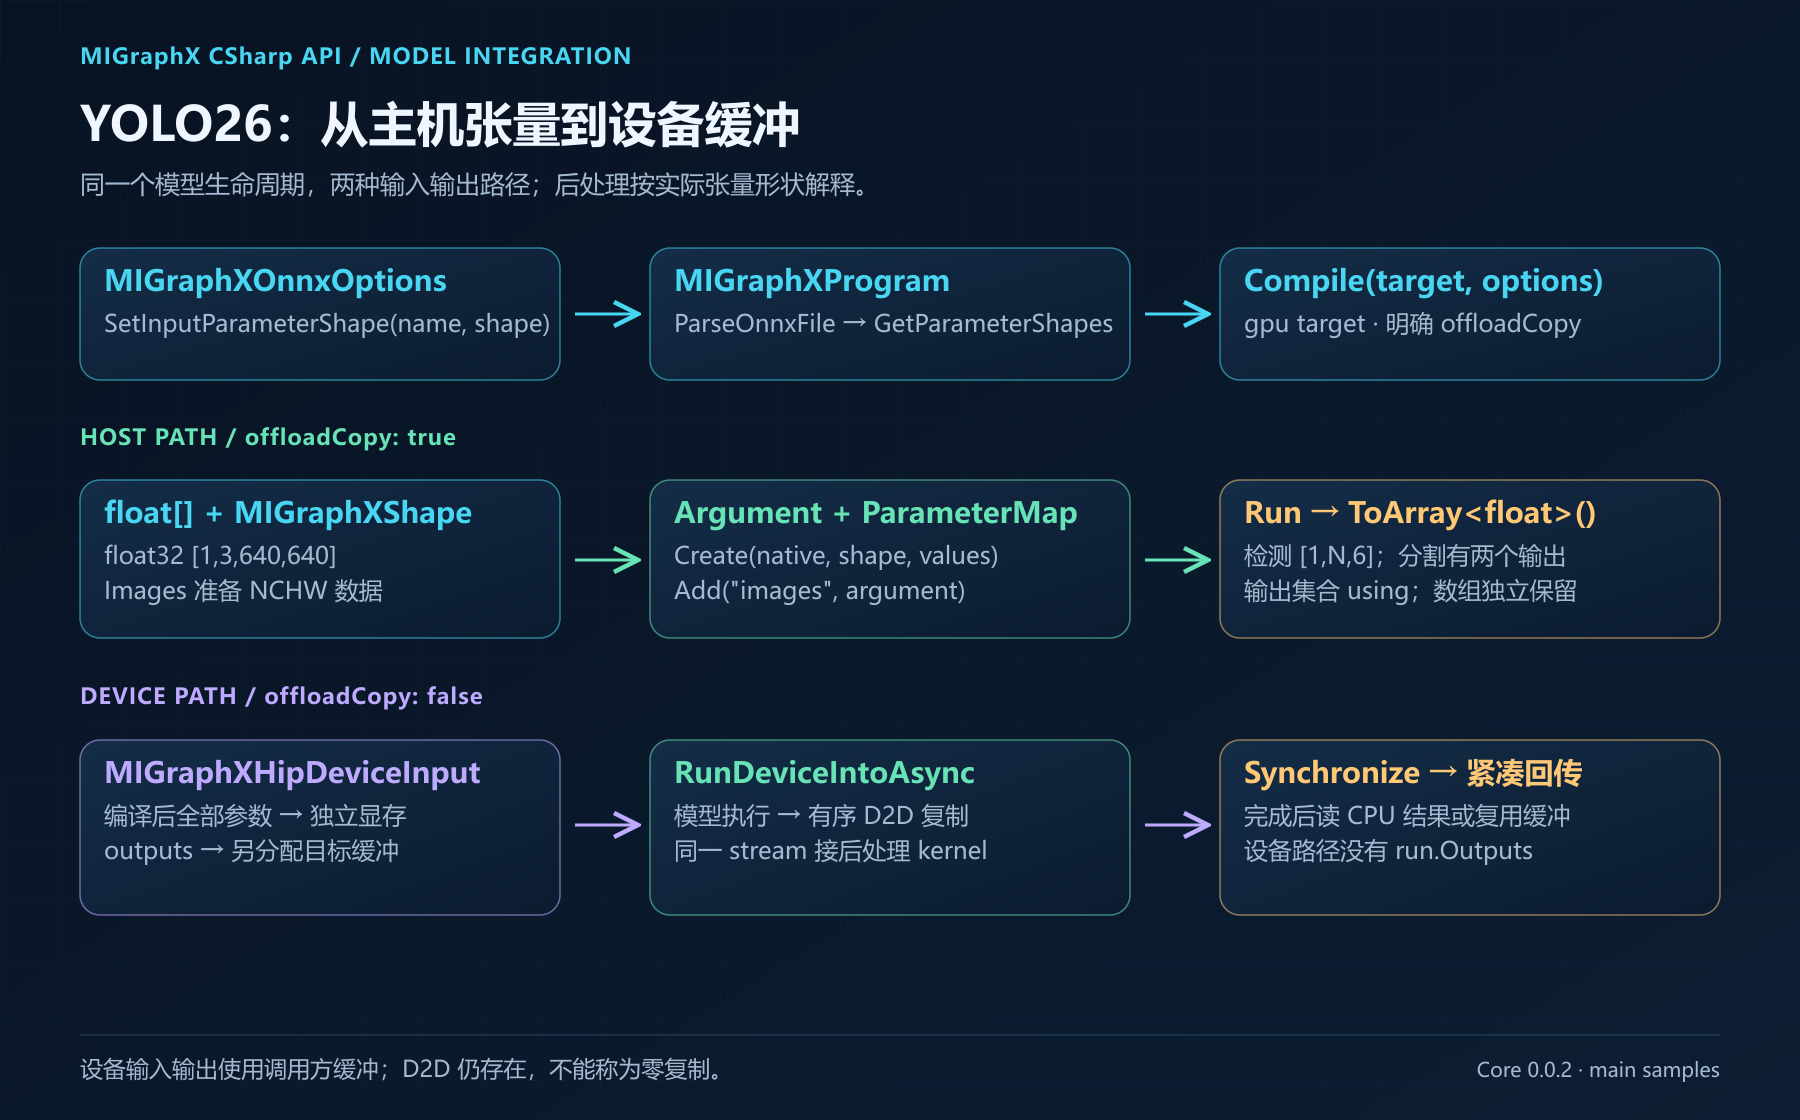 MIGraphX CSharp API / MODEL INTEGRATION
YOLO26：从主机张量到设备缓冲
同一个模型生命周期，两种输入输出路径；后处理按实际张量形状解释。
MIGraphXOnnxOptions
SetInputParameterShape(name, shape)
MIGraphXProgram
ParseOnnxFile → GetParameterShapes
Compile(target, options)
gpu target · 明确 offloadCopy
HOST PATH / offloadCopy: true
float[] + MIGraphXShape
float32 [1,3,640,640]
Images 准备 NCHW 数据
Argument + ParameterMap
Create(native, shape, values)
Add("images", argument)
Run → ToArray<float>()
检测 [1,N,6]；分割有两个输出
输出集合 using；数组独立保留
DEVICE PATH / offloadCopy: false
MIGraphXHipDeviceInput
编译后全部参数 → 独立显存
outputs → 另分配目标缓冲
RunDeviceIntoAsync
模型执行 → 有序 D2D 复制
同一 stream 接后处理 kernel
Synchronize → 紧凑回传
完成后读 CPU 结果或复用缓冲
设备路径没有 run.Outputs
设备输入输出使用调用方缓冲；D2D 仍存在，不能称为零复制。
Core 0.0.2 · main samples